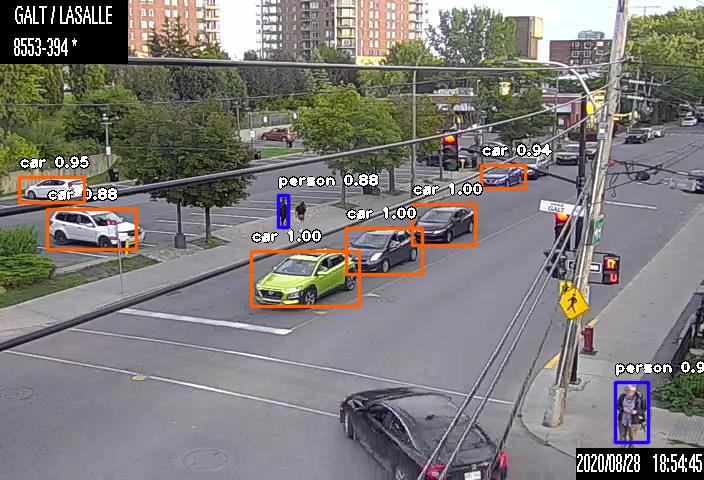 GALT / LASALLE
8553-394 *
car 0.95
car 0.88
person 0.88
car 0.94
car 1.00
car 1.00
car 1.00
GALT
person 0.9
2020/08/28 18:54:45